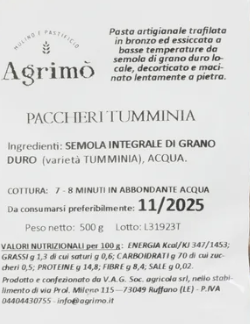 MULINO E PASTIFICIO
Agrimò
Pasta artigianale trafilata
in bronzo ed essiccata a
basse temperature da
semola di grano duro lo-
cale, decorticato e maci-
nato lentamente a pietra.
PACCHERI TUMMINIA
Ingredienti: SEMOLA INTEGRALE DI GRANO
DURO (varietà TUMMINIA), ACQUA.
COTTURA: 7 - 8 MINUTI IN ABBONDANTE ACQUA
Da consumarsi preferibilmente: 11/2025
Peso netto: 500 g Lotto: L31923T
VALORI NUTRIZIONALI per 100 g: ENERGIA Kcal/KJ 347/1453;
GRASSI g 1,3 di cui saturi g 0,6; CARBOIDRATI g 70 di cui zuc-
cheri g 0,5; PROTEINE g 14,8; FIBRE g 8,4, SALE g 0,02.
Prodotto e confezionato da V.A.G. Soc. agricola srl, nello stabi-
limento di via Prol. Milano 115 – 73049 Ruffano (LE) - P.IVA
04404430755 - info@agrimo.it